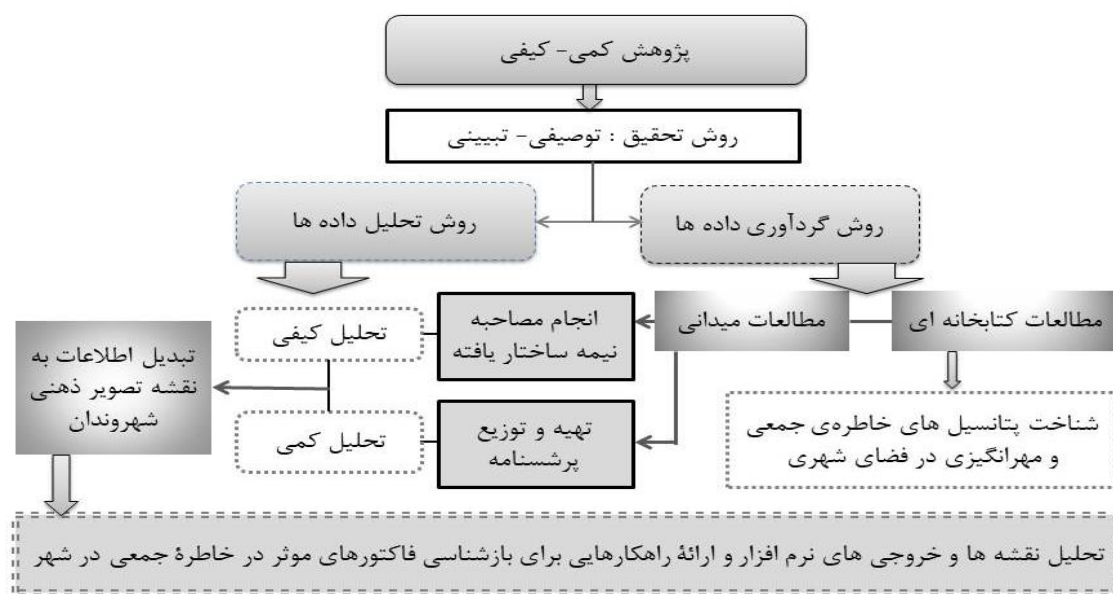 پژوهش کمی- کیفی
روش تحقیق : توصیفی- تبیینی
روش گردآوری داده ها
روش تحلیل داده ها
مطالعات کتابخانه ای
مطالعات میدانی
انجام مصاحبه
نیمه ساختار یافته
تحلیل کیفی
تبدیل اطلاعات به
نقشه تصویر ذهنی
شهروندان
شناخت پتانسیل های خاطره‌ی جمعی
و مهرانگیزی در فضای شهری
تهیه و توزیع
پرشسنامه
تحلیل کمی
تحلیل نقشه ها و خروجی های نرم افزار و ارائۀ راهکارهایی برای بازشناسی فاکتورهای موثر در خاطرۀ جمعی در شهر